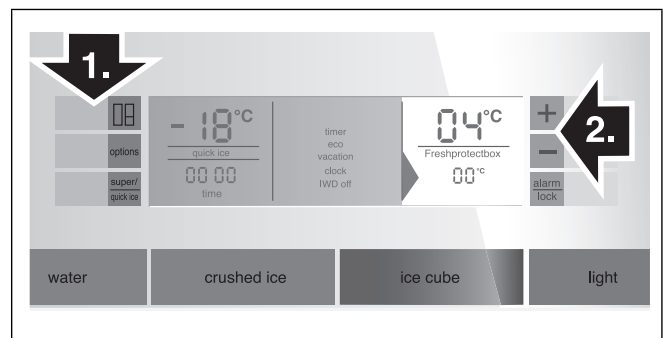 1.
2.
options
super/
quick ice
- 18°C
quick ice
00 00
time
timer
eco
vacation
clock
IWD off
04°C
Freshprotectbox
00°C
+
-
alarm
lock
water
crushed ice
ice cube
light